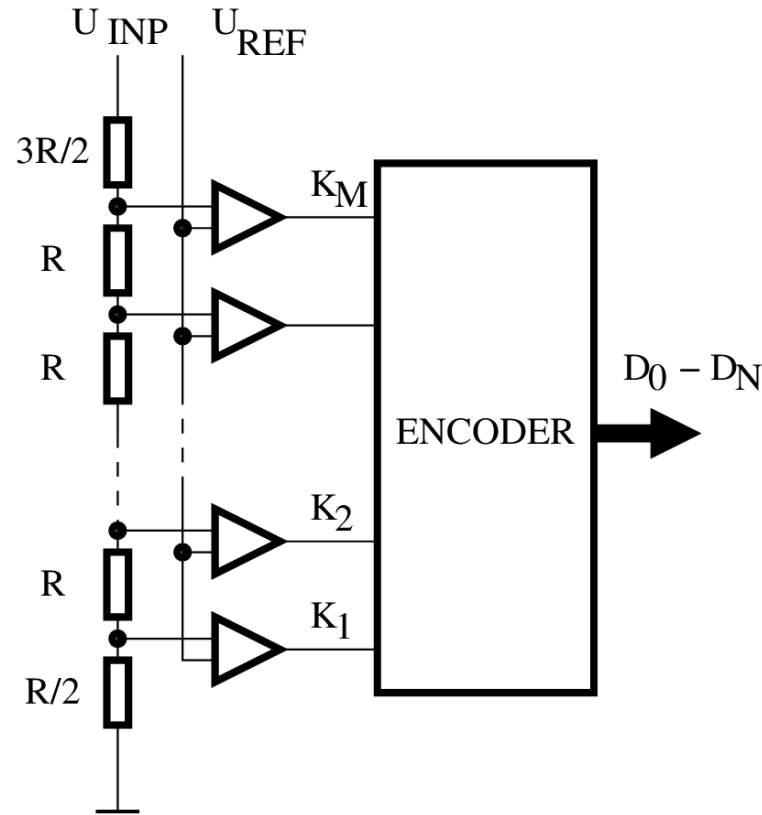 U INP
U REF
3R/2
K M
R
R
ENCODER
D 0 – D N
K 2
R
K 1
R/2